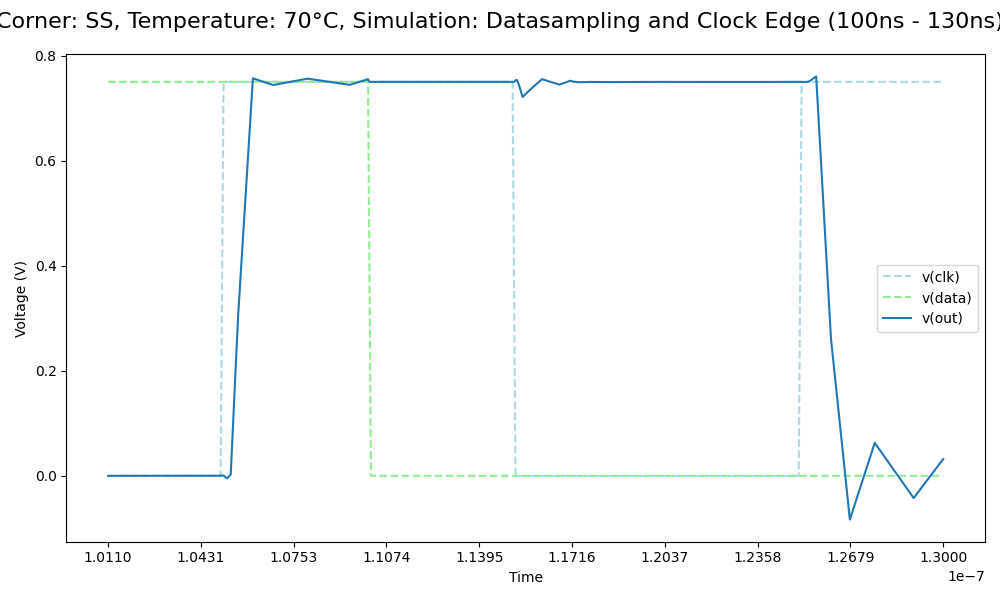 Corner: SS, Temperature: 70°C, Simulation: Datasampling and Clock Edge (100ns - 130ns)
0.8
0.6
0.4
0.2
0.0
Voltage (V)
v(clk)
v(data)
v(out)
1.0110 1.0431 1.0753 1.1074 1.1395 1.1716 1.2037 1.2358 1.2679 1.3000
Time
1e−7